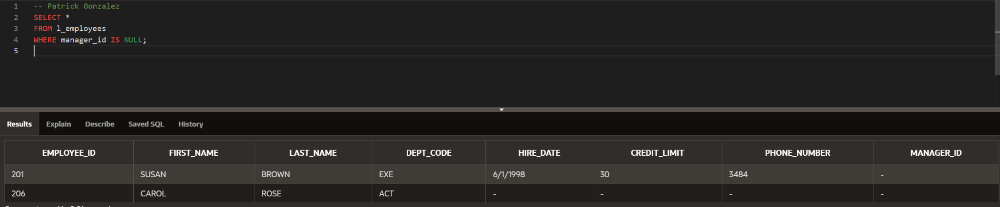 1 -- Patrick Gonzalez
2 SELECT *
3 FROM l_employees
4 WHERE manager_id IS NULL;
5
Results Explain Describe Saved SQL History
EMPLOYEE_ID FIRST_NAME LAST_NAME DEPT_CODE HIRE_DATE CREDIT_LIMIT PHONE_NUMBER MANAGER_ID
201 SUSAN BROWN EXE 6/1/1998 30 3484 -
206 CAROL ROSE ACT - - - -